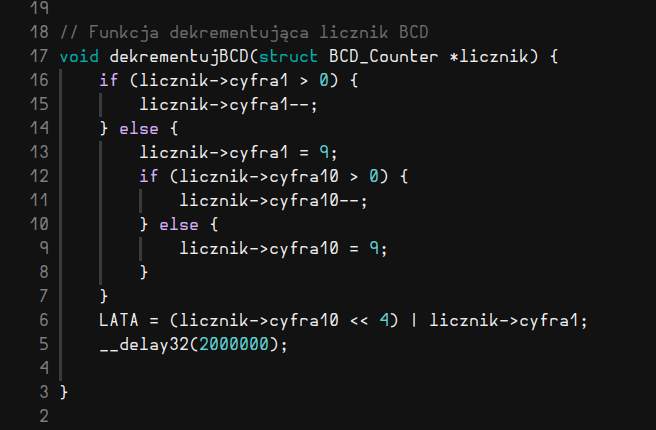 19
18 // Funkcja dekrementująca licznik BCD
17 void dekrementujBCD(struct BCD_Counter *licznik) {
16     if (licznik->cyfra1 > 0) {
15         licznik->cyfra1--;
14     } else {
13         licznik->cyfra1 = 9;
12         if (licznik->cyfra10 > 0) {
11             licznik->cyfra10--;
10         } else {
9             licznik->cyfra10 = 9;
8         }
7     }
6     LATA = (licznik->cyfra10 << 4) | licznik->cyfra1;
5     __delay32(2000000);
4
3 }
2